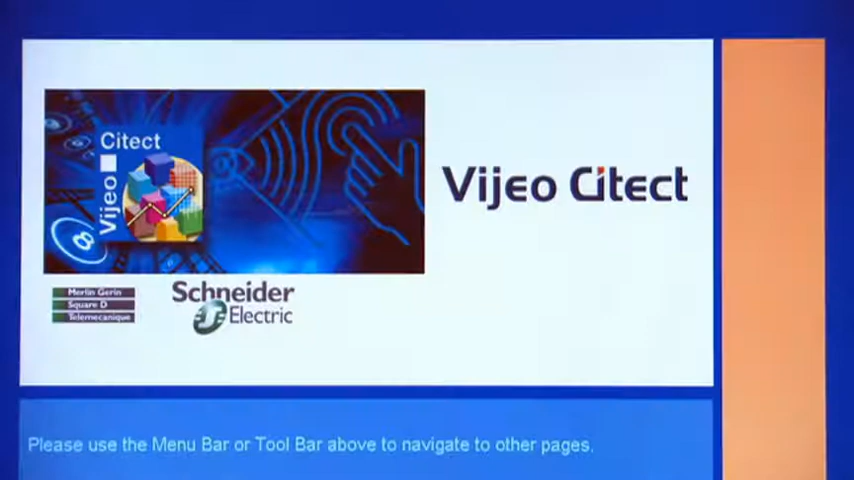 Citect
Vijeo
Vijeo Citect
8
Merlin Gerin
Square D
Telemecanique
Schneider
Electric
Please use the Menu Bar or Tool Bar above to navigate to other pages.